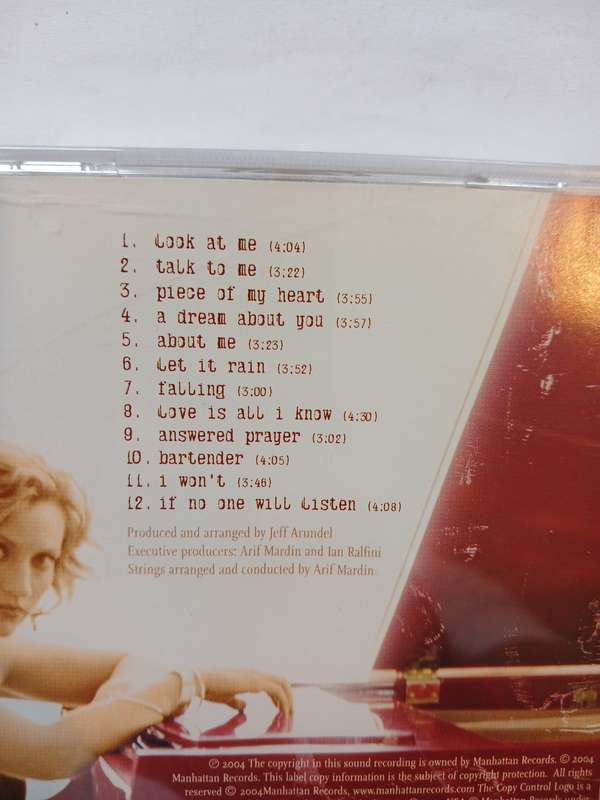 1. look at me (4:04)
2. talk to me (3:22)
3. piece of my heart (3:55)
4. a dream about you (3:57)
5. about me (3:23)
6. let it rain (3:52)
7. falling (3:00)
8. love is all i know (4:30)
9. answered prayer (3:02)
10. bartender (4:05)
11. i won't (3:46)
12. if no one will listen (4:08)
Produced and arranged by Jeff Arundel
Executive producers: Arif Mardin and Ian Ralfini
Strings arranged and conducted by Arif Mardin
℗ 2004 The copyright in this sound recording is owned by Manhattan Records. © 2004
Manhattan Records. This label copy information is the subject of copyright protection. All rights
reserved © 2004Manhattan Records, www.manhattanrecords.com The Copy Control Logo is a